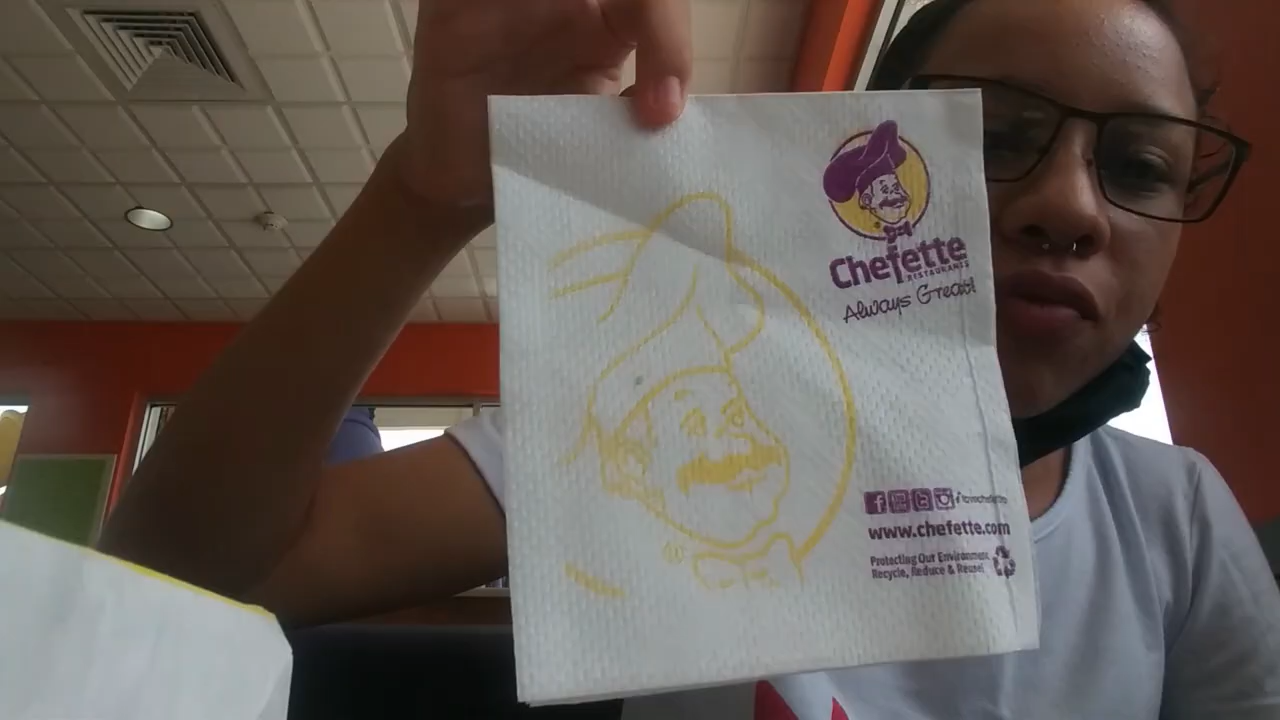 Chefette
RESTAURANTS
Always Great!
www.chefette.com
Protecting Our Environment
Recycle, Reduce & Reuse!